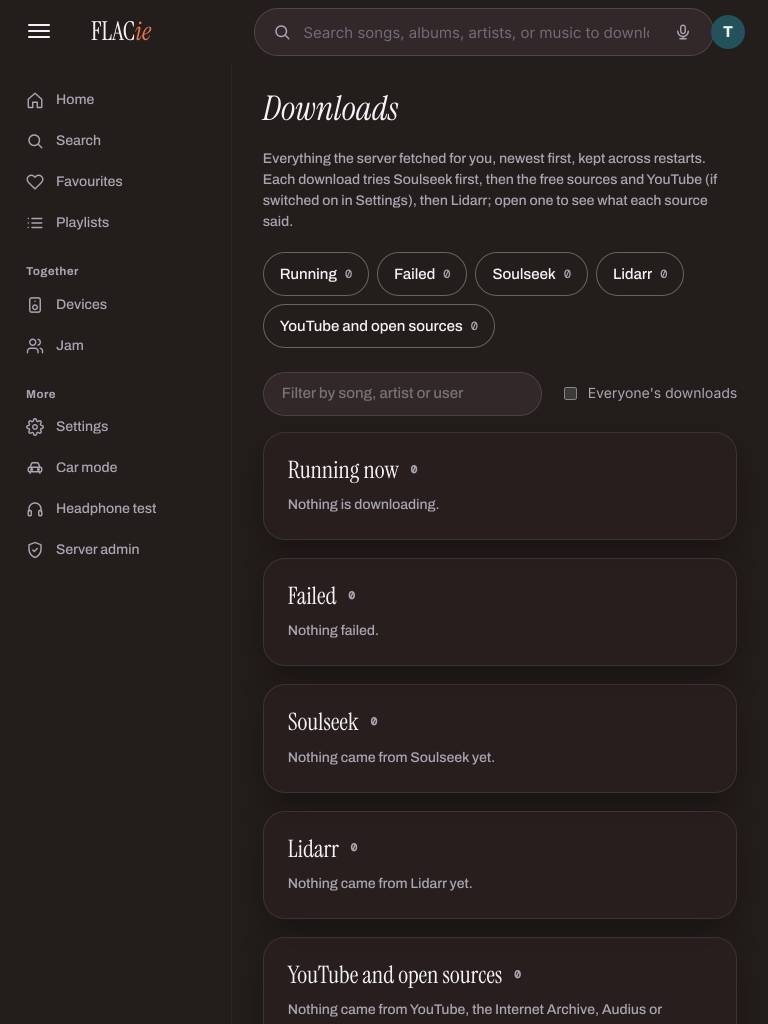 FLACie
Search songs, albums, artists, or music to downl
T
Home
Search
Favourites
Playlists
Together
Devices
Jam
More
Settings
Car mode
Headphone test
Server admin
Downloads
Everything the server fetched for you, newest first, kept across restarts.
Each download tries Soulseek first, then the free sources and YouTube (if
switched on in Settings), then Lidarr; open one to see what each source
said.
Running 0
Failed 0
Soulseek 0
Lidarr 0
YouTube and open sources 0
Filter by song, artist or user
Everyone's downloads
Running now 0
Nothing is downloading.
Failed 0
Nothing failed.
Soulseek 0
Nothing came from Soulseek yet.
Lidarr 0
Nothing came from Lidarr yet.
YouTube and open sources 0
Nothing came from YouTube, the Internet Archive, Audius or